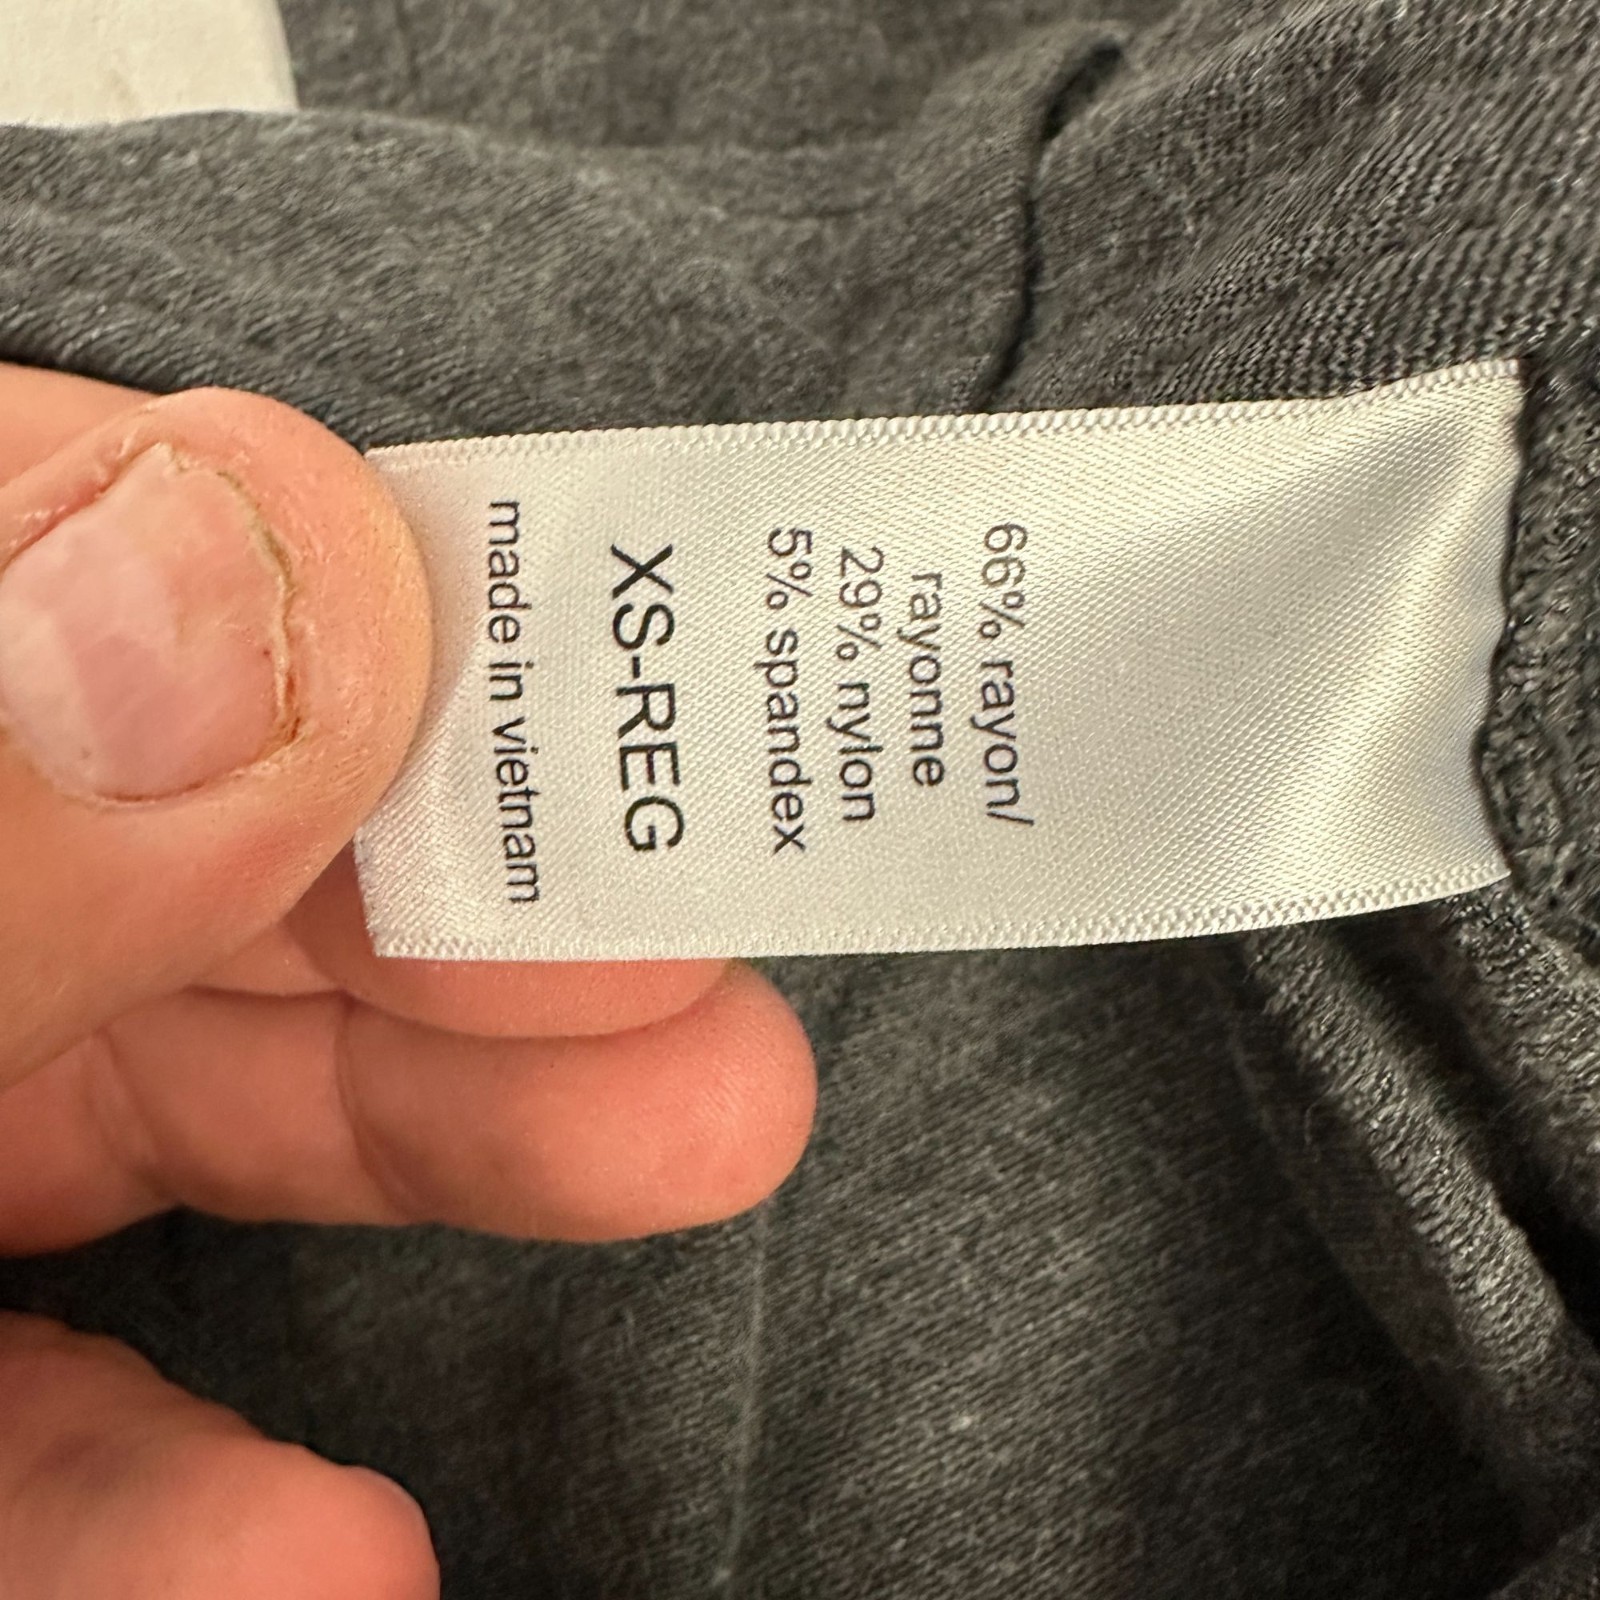 66% rayon/
rayonne
29% nylon
5% spandex
XS-REG
made in vietnam